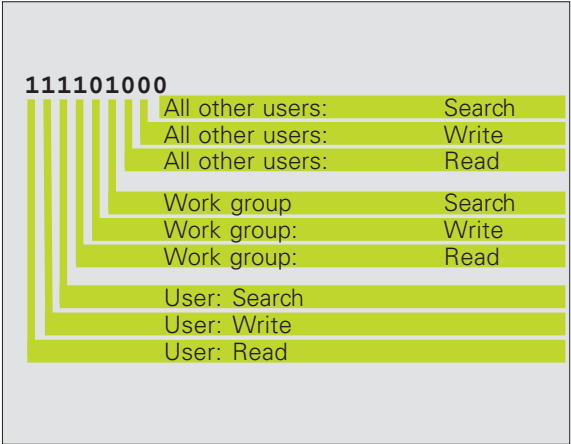 111101000
All other users: Search
All other users: Write
All other users: Read
Work group Search
Work group: Write
Work group: Read
User: Search
User: Write
User: Read